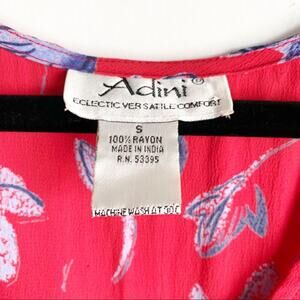 Adini®
ECLECTIC VERSATILE COMFORT
S
100% RAYON
MADE IN INDIA
R.N. 53395
MACHINE WASH AT 30C